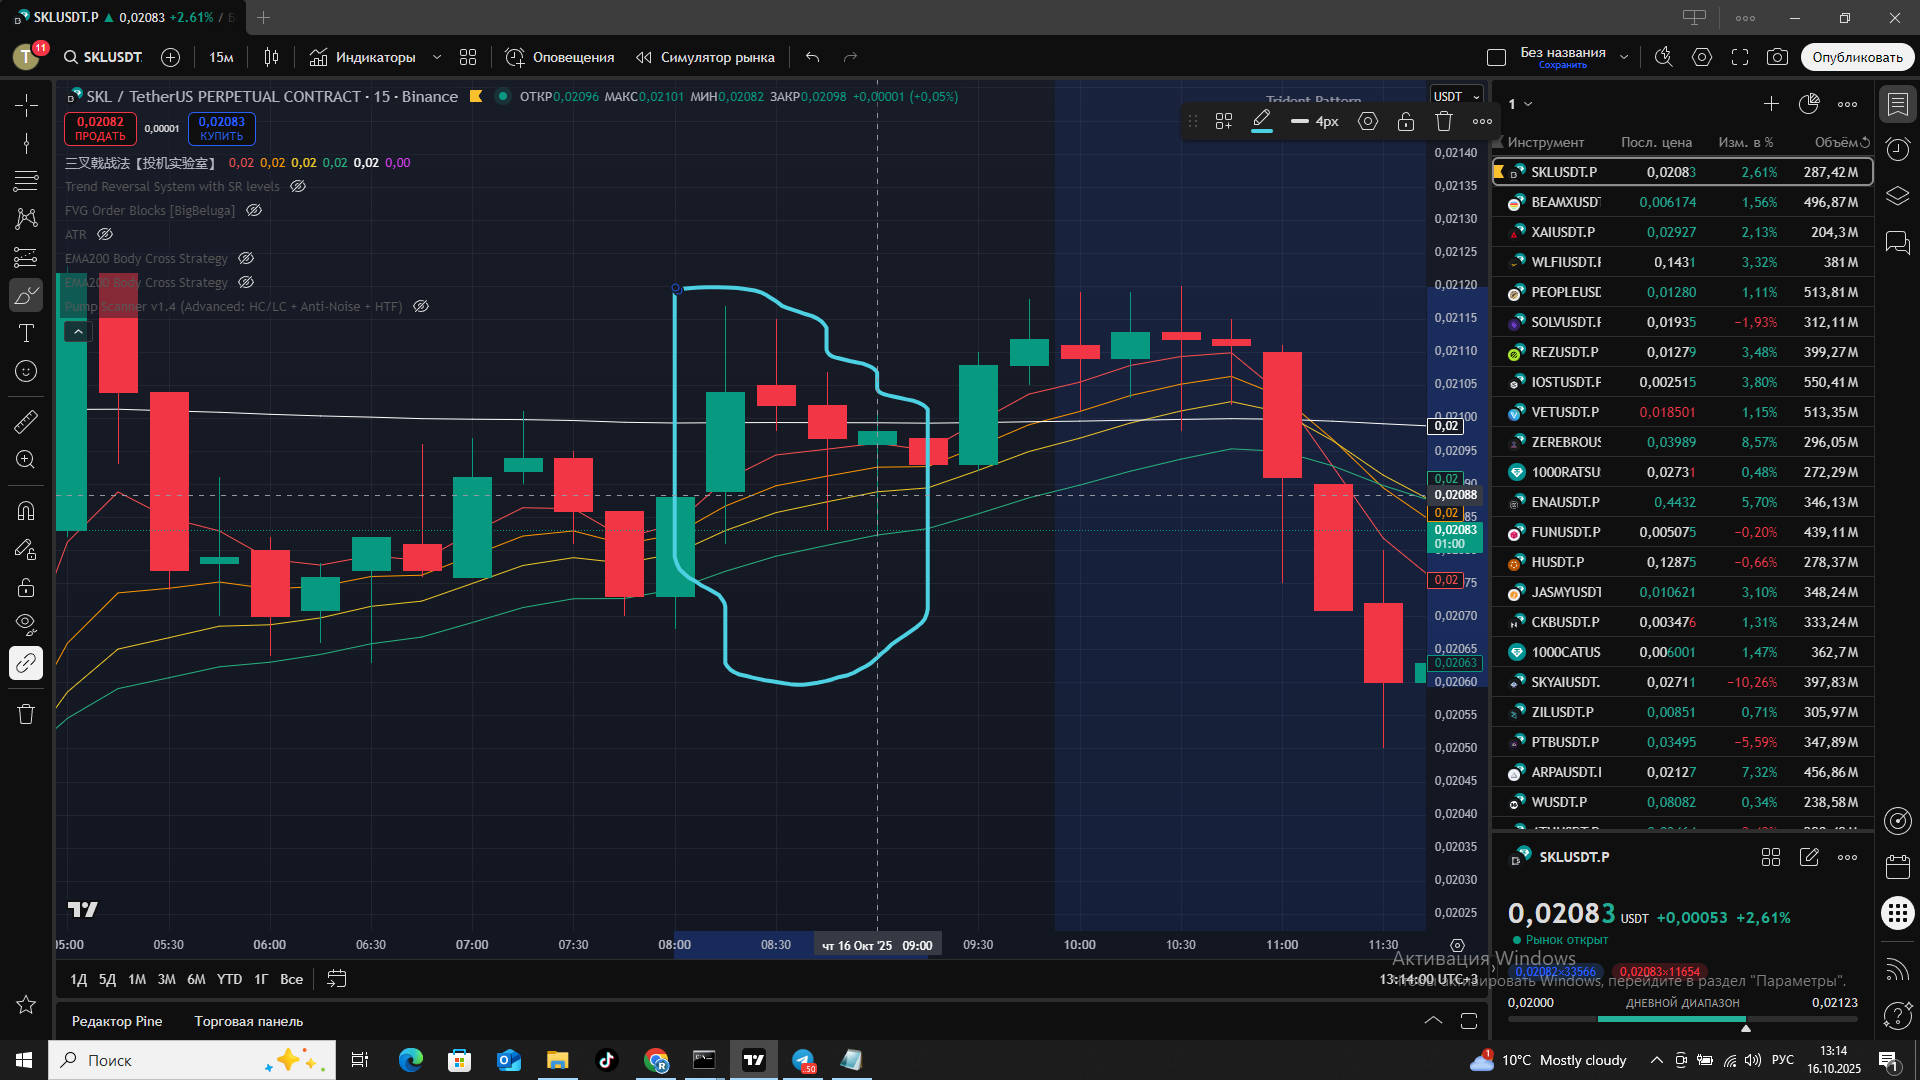 SKLUSDT.P ▲ 0,02083 +2.61% /
T 11
SKLUSDT. 15м Индикаторы Оповещения Симулятор рынка
Без названия
Сохранить
Опубликовать
SKL / TetherUS PERPETUAL CONTRACT · 15 · Binance ОТКР0,02096 МАКС0,02101 МИН0,02082 ЗАКР0,02098 +0,00001 (+0,05%)
0,02082
ПРОДАТЬ
0,00001
0,02083
КУПИТЬ
三叉戟战法【投机实验室】 0,02 0,02 0,02 0,02 0,02 0,00
Trend Reversal System with SR levels
FVG Order Blocks [BigBeluga]
ATR
EMA200 Body Cross Strategy
EMA200 Body Cross Strategy
Pump Scanner v1.4 (Advanced: HC/LC + Anti-Noise + HTF)
Trident Pattern
4px
USDT
0,02140
0,02135
0,02130
0,02125
0,02120
0,02115
0,02110
0,02105
0,02100
0,02
0,02095
0,02
0,02088
0,02
0,02083
01:00
0,02
0,02070
0,02065
0,02063
0,02060
0,02055
0,02050
0,02045
0,02040
0,02035
0,02030
0,02025
05:00 05:30 06:00 06:30 07:00 07:30 08:00 08:30 чт 16 Окт '25 09:00 09:30 10:00 10:30 11:00 11:30
1Д 5Д 1М 3М 6М YTD 1Г Все
13:14:00 UTC+3
Редактор Pine Торговая панель
1
Инструмент Посл. цена Изм. в % Объём
SKLUSDT.P 0,02083 2,61% 287,42 M
BEAMXUSDT 0,006174 1,56% 496,87 M
XAIUSDT.P 0,02927 2,13% 204,3 M
WLFIUSDT.F 0,1431 3,32% 381 M
PEOPLEUSD 0,01280 1,11% 513,81 M
SOLVUSDT.F 0,01935 −1,93% 312,11 M
REZUSDT.P 0,01279 3,48% 399,27 M
IOSTUSDT.F 0,002515 3,80% 550,41 M
VETUSDT.P 0,018501 1,15% 513,35 M
ZEREBROUS 0,03989 8,57% 296,05 M
1000RATSU 0,02731 0,48% 272,29 M
ENAUSDT.P 0,4432 5,70% 346,13 M
FUNUSDT.P 0,005075 −0,20% 439,11 M
HUSDT.P 0,12875 −0,66% 278,37 M
JASMYUSDT 0,010621 3,10% 348,24 M
CKBUSDT.P 0,003476 1,31% 333,24 M
1000CATUS 0,006001 1,47% 362,7 M
SKYAIUSDT. 0,02711 −10,26% 397,83 M
ZILUSDT.P 0,00851 0,71% 305,97 M
PTBUSDT.P 0,03495 −5,59% 347,89 M
ARPAUSDT.I 0,02127 7,32% 456,86 M
WUSDT.P 0,08082 0,34% 238,58 M
SKLUSDT.P
0,02083 USDT +0,00053 +2,61%
Рынок открыт
0,02082×33566 0,02083×11654
0,02000 ДНЕВНОЙ ДИАПАЗОН 0,02123
Активация Windows
Чтобы активировать Windows, перейдите в раздел "Параметры".
Поиск
10°C Mostly cloudy
РУС
13:14
16.10.2025